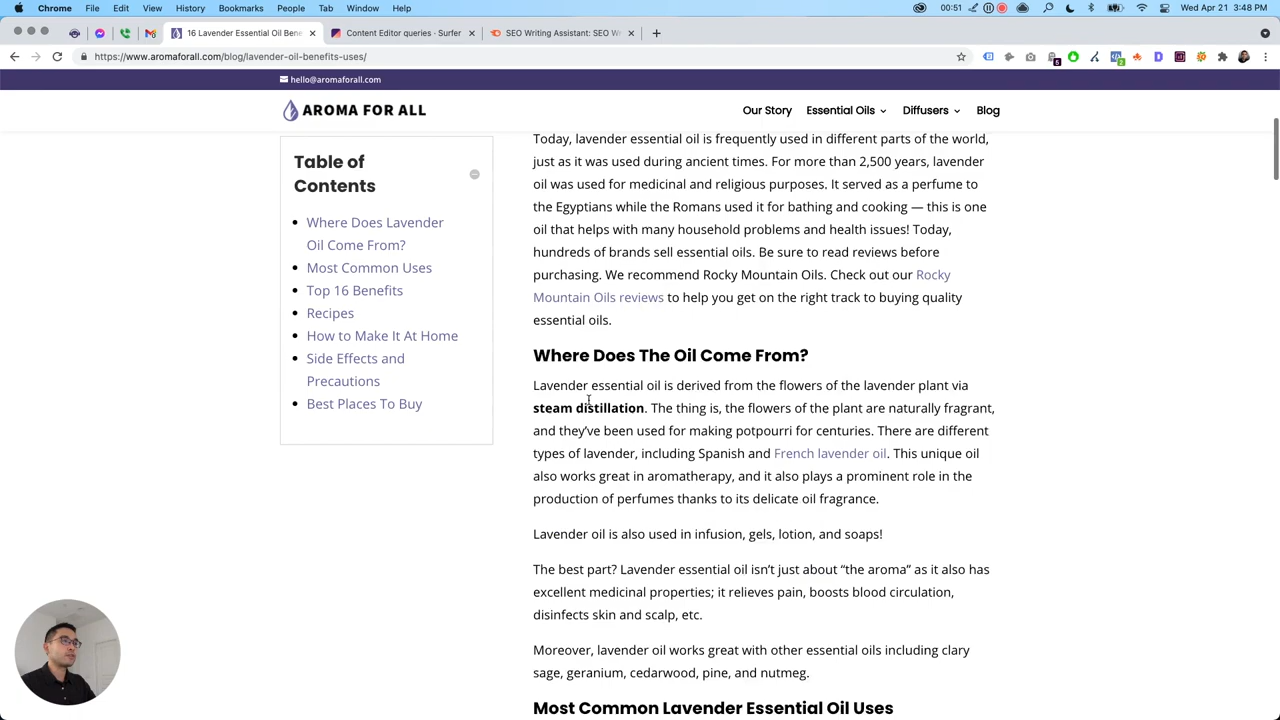 Chrome File Edit View History Bookmarks People Tab Window Help 00:51 Wed Apr 21 3:48 PM
16 Lavender Essential Oil Bene Content Editor queries - Surfer SEO Writing Assistant: SEO W
https://www.aromaforall.com/blog/lavender-oil-benefits-uses/
hello@aromaforall.com
AROMA FOR ALL Our Story Essential Oils Diffusers Blog
Table of
Contents
Where Does Lavender
Oil Come From?
Most Common Uses
Top 16 Benefits
Recipes
How to Make It At Home
Side Effects and
Precautions
Best Places To Buy
Today, lavender essential oil is frequently used in different parts of the world,
just as it was used during ancient times. For more than 2,500 years, lavender
oil was used for medicinal and religious purposes. It served as a perfume to
the Egyptians while the Romans used it for bathing and cooking — this is one
oil that helps with many household problems and health issues! Today,
hundreds of brands sell essential oils. Be sure to read reviews before
purchasing. We recommend Rocky Mountain Oils. Check out our Rocky
Mountain Oils reviews to help you get on the right track to buying quality
essential oils.
Where Does The Oil Come From?
Lavender essential oil is derived from the flowers of the lavender plant via
steam distillation. The thing is, the flowers of the plant are naturally fragrant,
and they’ve been used for making potpourri for centuries. There are different
types of lavender, including Spanish and French lavender oil. This unique oil
also works great in aromatherapy, and it also plays a prominent role in the
production of perfumes thanks to its delicate oil fragrance.
Lavender oil is also used in infusion, gels, lotion, and soaps!
The best part? Lavender essential oil isn’t just about “the aroma” as it also has
excellent medicinal properties; it relieves pain, boosts blood circulation,
disinfects skin and scalp, etc.
Moreover, lavender oil works great with other essential oils including clary
sage, geranium, cedarwood, pine, and nutmeg.
Most Common Lavender Essential Oil Uses